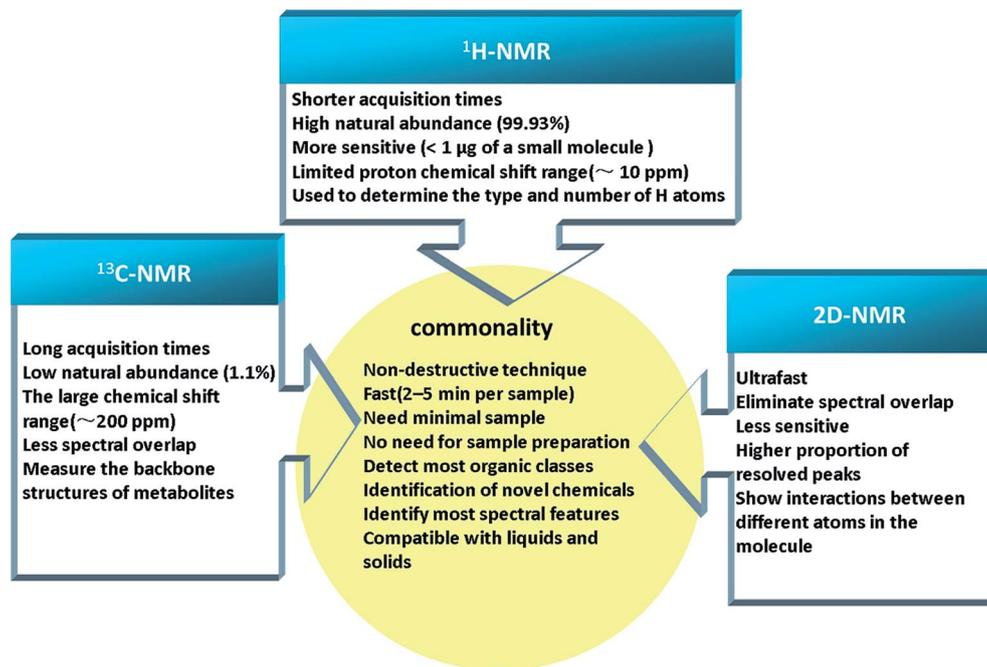 ¹H-NMR
Shorter acquisition times
High natural abundance (99.93%)
More sensitive (< 1 μg of a small molecule )
Limited proton chemical shift range(～ 10 ppm)
Used to determine the type and number of H atoms
¹³C-NMR
Long acquisition times
Low natural abundance (1.1%)
The large chemical shift
range(～200 ppm)
Less spectral overlap
Measure the backbone
structures of metabolites
commonality
Non-destructive technique
Fast(2–5 min per sample)
Need minimal sample
No need for sample preparation
Detect most organic classes
Identification of novel chemicals
Identify most spectral features
Compatible with liquids and
solids
2D-NMR
Ultrafast
Eliminate spectral overlap
Less sensitive
Higher proportion of
resolved peaks
Show interactions between
different atoms in the
molecule